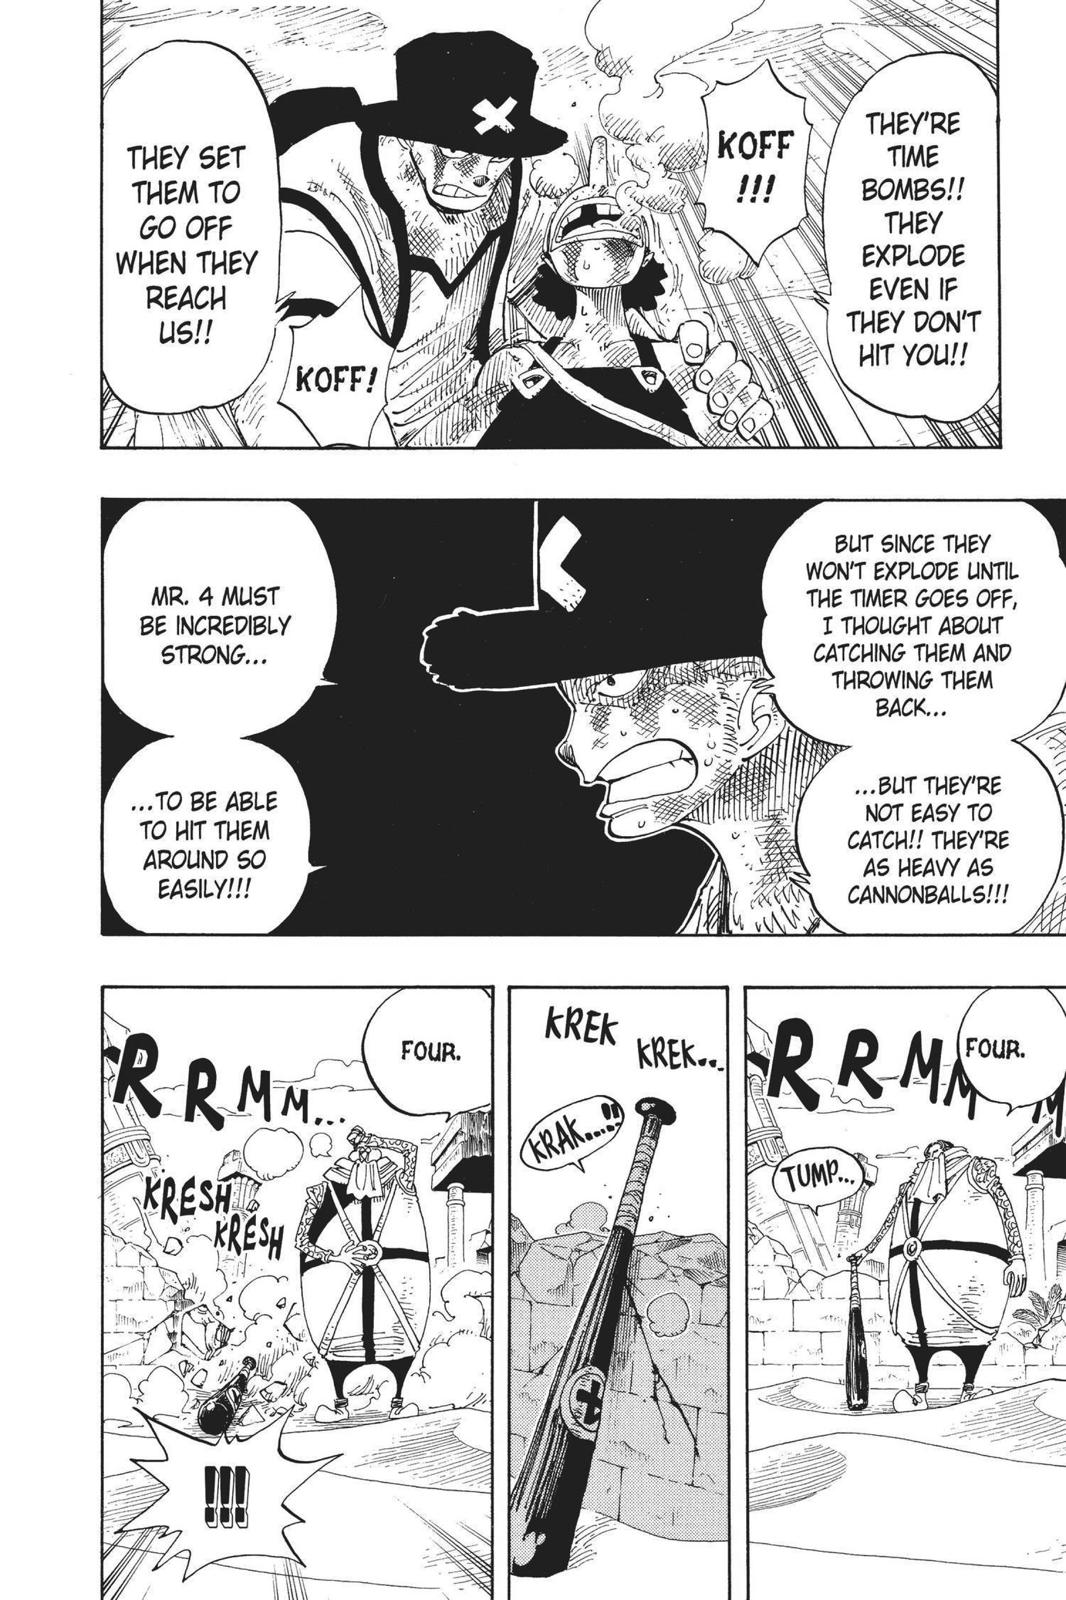 THEY'RE
TIME
BOMBS!!
THEY
EXPLODE
EVEN IF
THEY DON'T
HIT YOU!!
KOFF
!!!
THEY SET
THEM TO
GO OFF
WHEN THEY
REACH
US!!
KOFF!
BUT SINCE THEY
WON'T EXPLODE UNTIL
THE TIMER GOES OFF,
I THOUGHT ABOUT
CATCHING THEM AND
THROWING THEM
BACK...
...BUT THEY'RE
NOT EASY TO
CATCH!! THEY'RE
AS HEAVY AS
CANNONBALLS!!!
MR. 4 MUST
BE INCREDIBLY
STRONG...
...TO BE ABLE
TO HIT THEM
AROUND SO
EASILY!!!
FOUR.
RRMMM
TUMP...
KREK
KREK...
KRAK.....!!
FOUR.
RRMM...
KRESH
KRESH
!!!